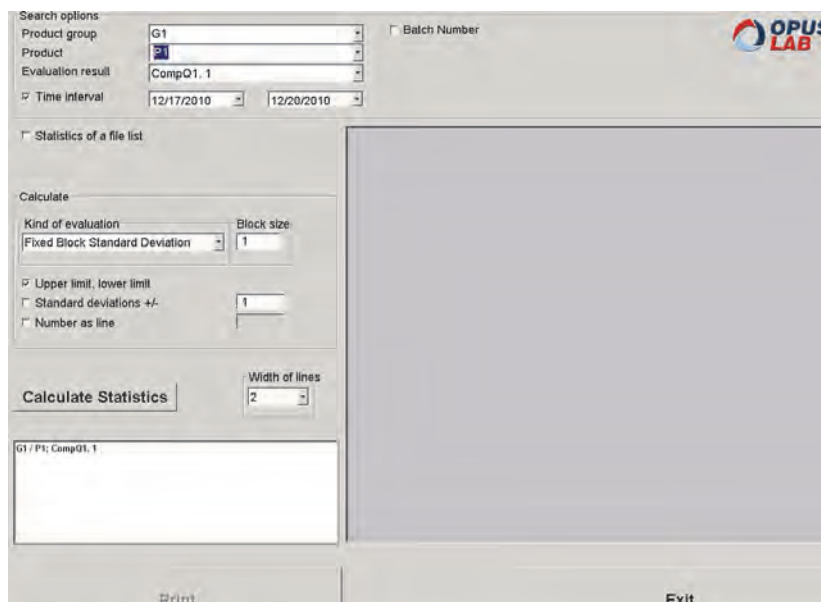 Search options
Product group G1
Batch Number
OPUS
LAB
Product P1
Evaluation result CompQ1, 1
Time interval 12/17/2010 12/20/2010
Statistics of a file list
Calculate
Kind of evaluation Block size
Fixed Block Standard Deviation 1
Upper limit, lower limit
Standard deviations +/- 1
Number as line
Width of lines
Calculate Statistics 2
G1 / P1; CompQ1, 1
Print Exit